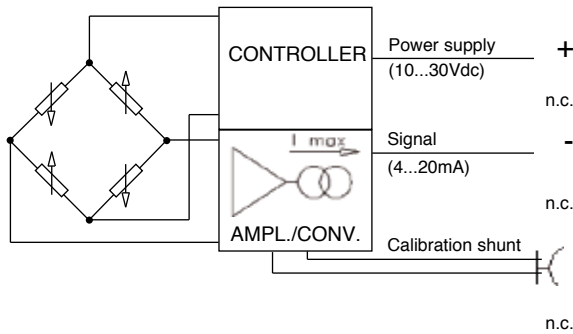 CONTROLLER
Power supply
+
(10...30Vdc)
n.c.
I max
Signal
-
(4...20mA)
n.c.
AMPL./CONV.
Calibration shunt
n.c.